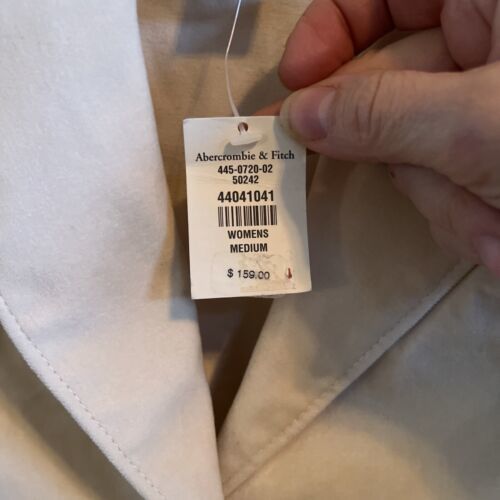 Abercrombie & Fitch
445-0720-02
50242
44041041
WOMENS
MEDIUM
$ 159.00